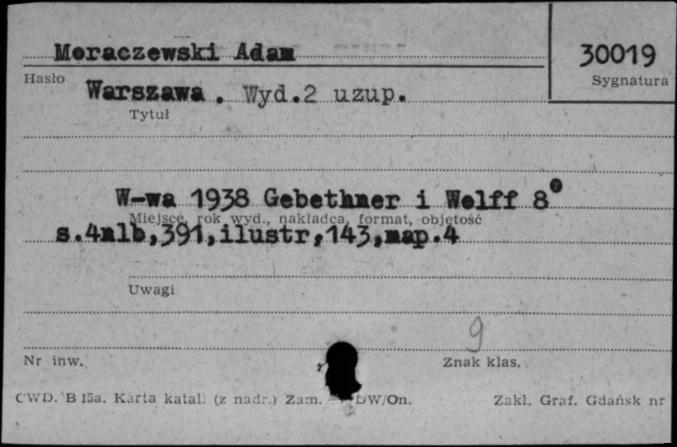 Moraczewski Adam
30019
Hasło
Sygnatura
Warszawa. Wyd.2 uzup.
Tytuł
W-wa 1938 Gebethner i Wolff 8°
Miejsce, rok wyd., nakładca, format, objętość
s.4nlb,391,ilustr,143,map.4
Uwagi
9
Nr inw.
Znak klas.
CWD. B 15a. Karta katal. (z nadr.) Zam. DW/On.
Zakł. Graf. Gdańsk nr